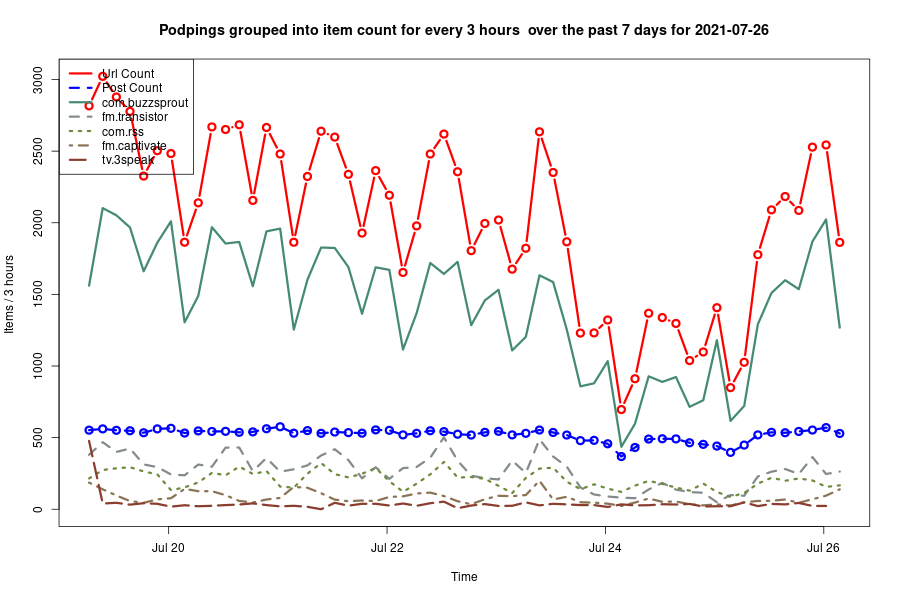 Podpings grouped into item count for every 3 hours  over the past 7 days for 2021-07-26
Url Count
Post Count
com.buzzsprout
fm.transistor
com.rss
fm.captivate
tv.3speak
3000
2500
2000
1500
1000
500
0
Items / 3 hours
Jul 20
Jul 22
Jul 24
Jul 26
Time